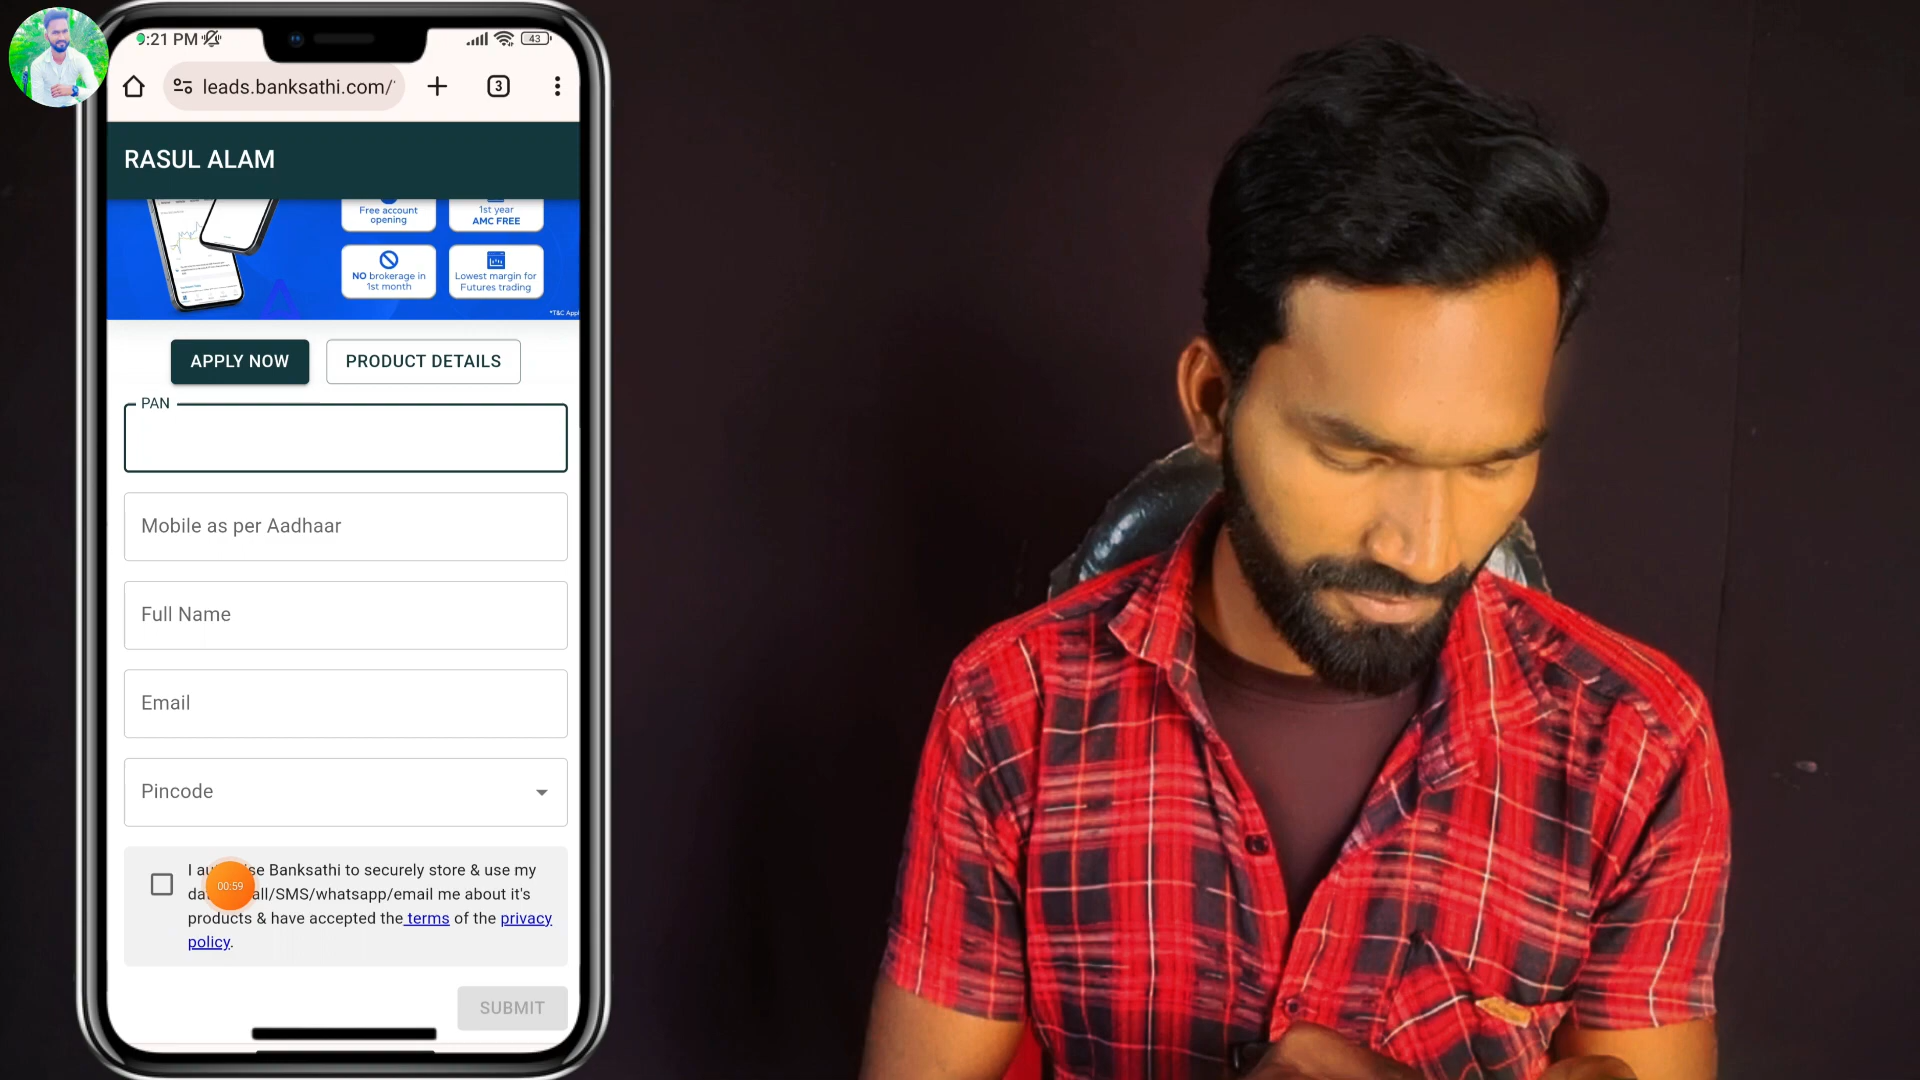 9:21 PM
43
leads.banksathi.com/
3
RASUL ALAM
Free account
opening
1st year
AMC FREE
NO brokerage in
1st month
Lowest margin for
Futures trading
APPLY NOW
PRODUCT DETAILS
PAN
Mobile as per Aadhaar
Full Name
Email
Pincode
I se Banksathi to securely store & use my
all/SMS/whatsapp/email me about it's
00:59
products & have accepted the terms of the privacy
policy.
SUBMIT